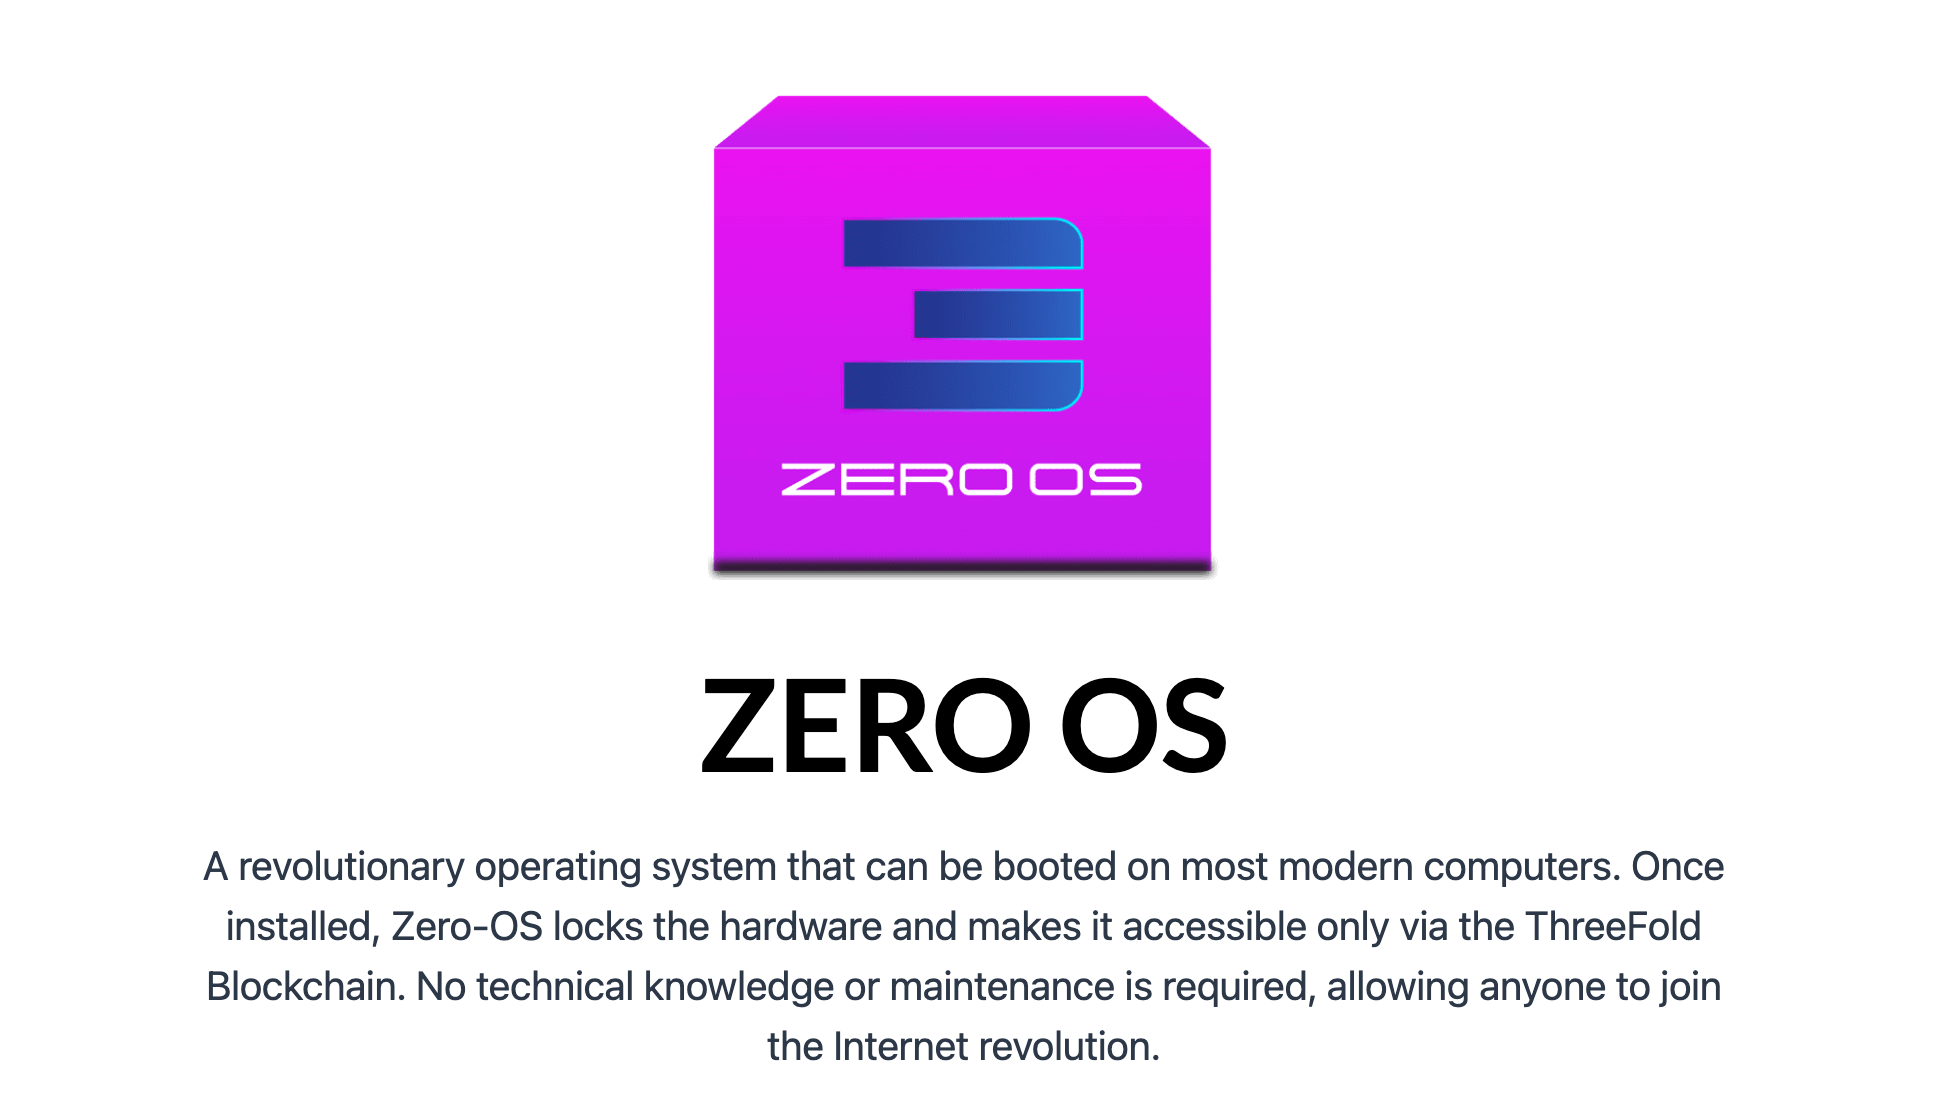 ZERO OS
ZERO OS
A revolutionary operating system that can be booted on most modern computers. Once
installed, Zero-OS locks the hardware and makes it accessible only via the ThreeFold
Blockchain. No technical knowledge or maintenance is required, allowing anyone to join
the Internet revolution.